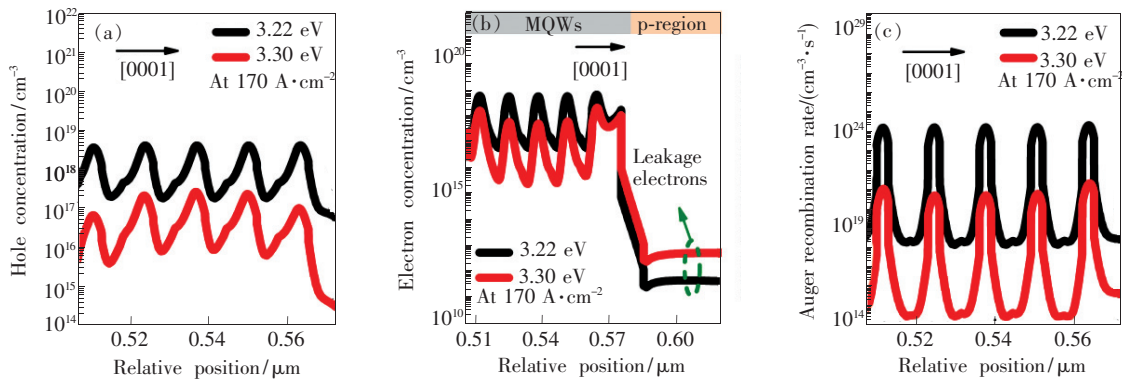 (a)
3.22 eV
3.30 eV
At 170 A·cm⁻²
[0001]
10²²
10²¹
10²⁰
10¹⁹
10¹⁸
10¹⁷
10¹⁶
10¹⁵
10¹⁴
Hole concentration/cm⁻³
0.52
0.54
0.56
Relative position/μm
MQWs
p-region
(b)
[0001]
10²⁰
10¹⁵
10¹⁰
Electron concentration/cm⁻³
Leakage
electrons
3.22 eV
3.30 eV
At 170 A·cm⁻²
0.51
0.54
0.57
0.60
Relative position/μm
(c)
3.22 eV
3.30 eV
At 170 A·cm⁻²
[0001]
10²⁹
10²⁴
10¹⁹
10¹⁴
Auger recombination rate/(cm⁻³·s⁻¹)
0.52
0.54
0.56
Relative position/μm